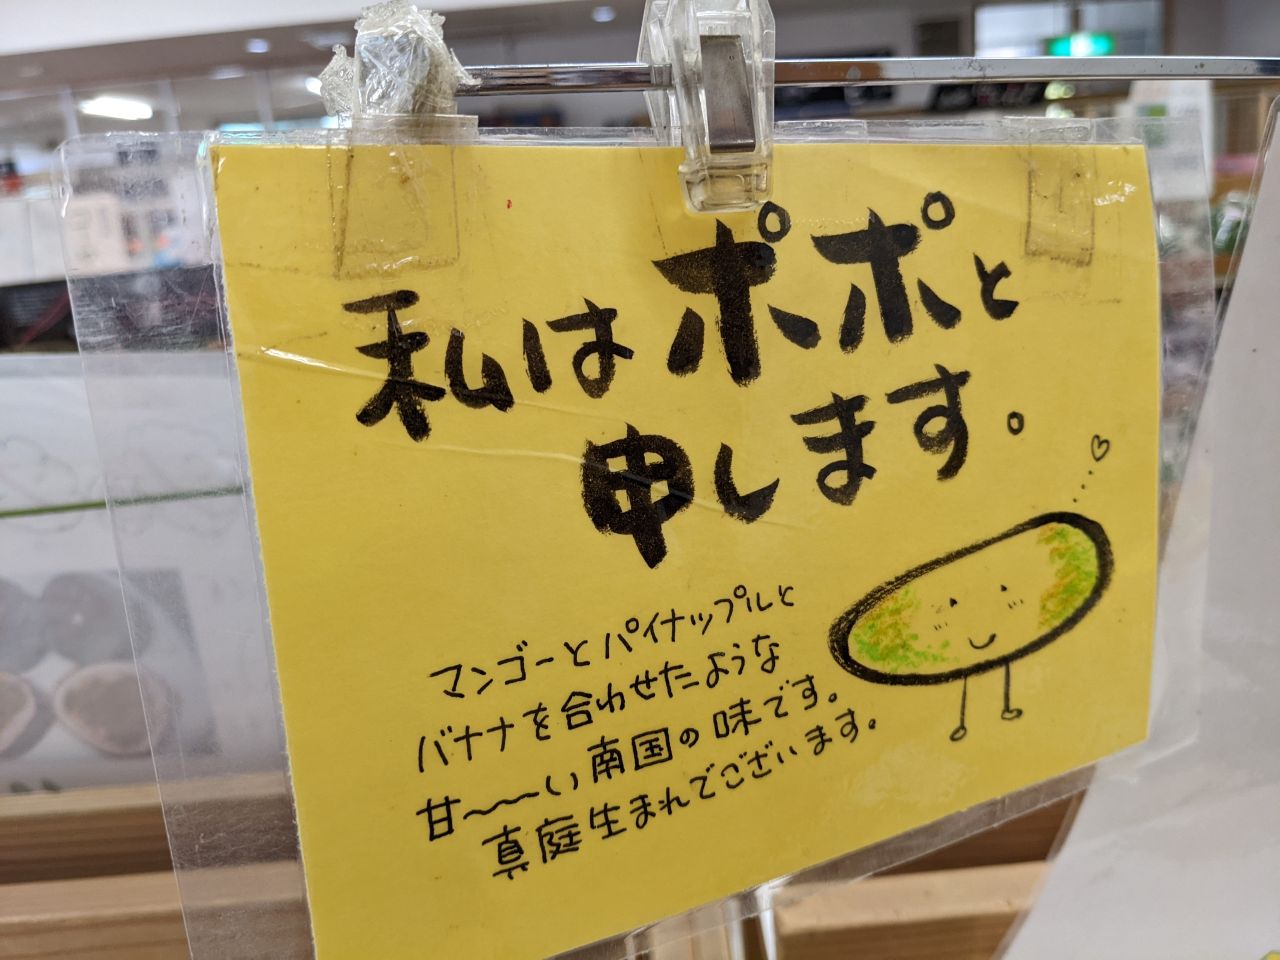 私はポポと
申します。
マンゴーとパイナップルと
バナナを合わせたような
甘〜〜い南国の味です。
真庭生まれでございます。